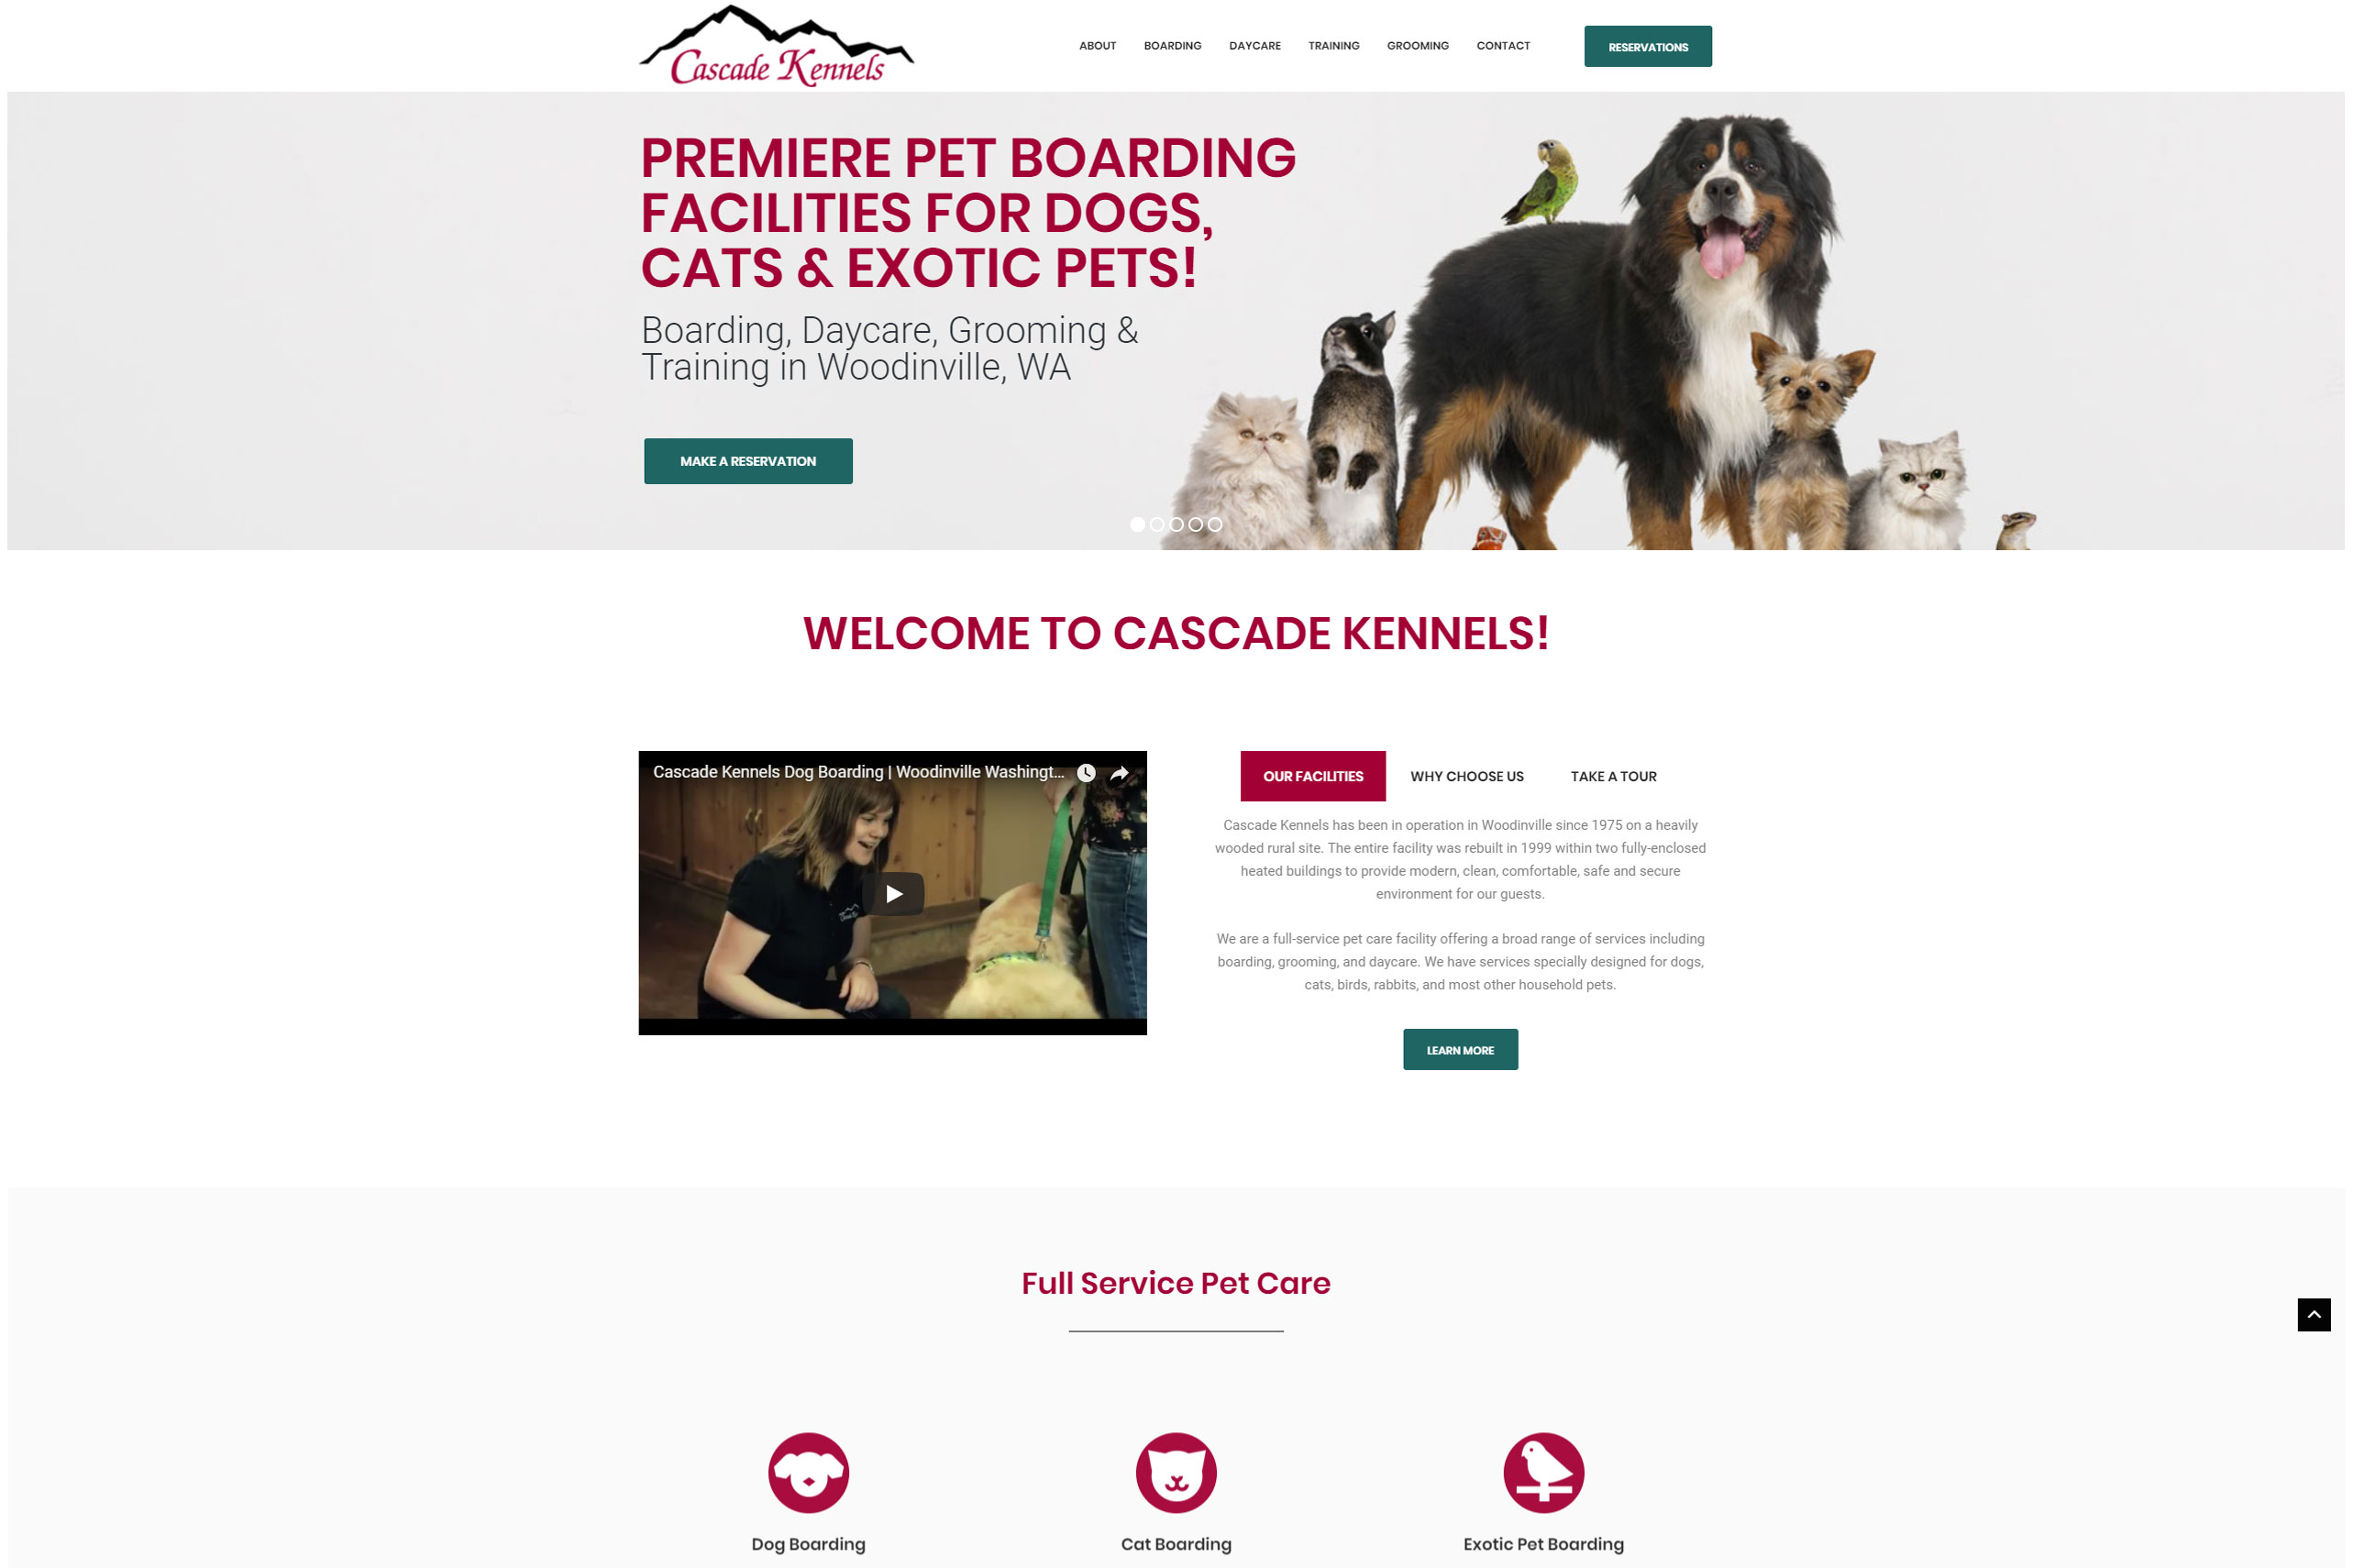 Cascade Kennels
ABOUT BOARDING DAYCARE TRAINING GROOMING CONTACT RESERVATIONS
PREMIERE PET BOARDING
FACILITIES FOR DOGS,
CATS & EXOTIC PETS!
Boarding, Daycare, Grooming &
Training in Woodinville, WA
MAKE A RESERVATION
WELCOME TO CASCADE KENNELS!
Cascade Kennels Dog Boarding | Woodinville Washingt...
OUR FACILITIES WHY CHOOSE US TAKE A TOUR
Cascade Kennels has been in operation in Woodinville since 1975 on a heavily
wooded rural site. The entire facility was rebuilt in 1999 within two fully-enclosed
heated buildings to provide modern, clean, comfortable, safe and secure
environment for our guests.
We are a full-service pet care facility offering a broad range of services including
boarding, grooming, and daycare. We have services specially designed for dogs,
cats, birds, rabbits, and most other household pets.
LEARN MORE
Full Service Pet Care
Dog Boarding Cat Boarding Exotic Pet Boarding